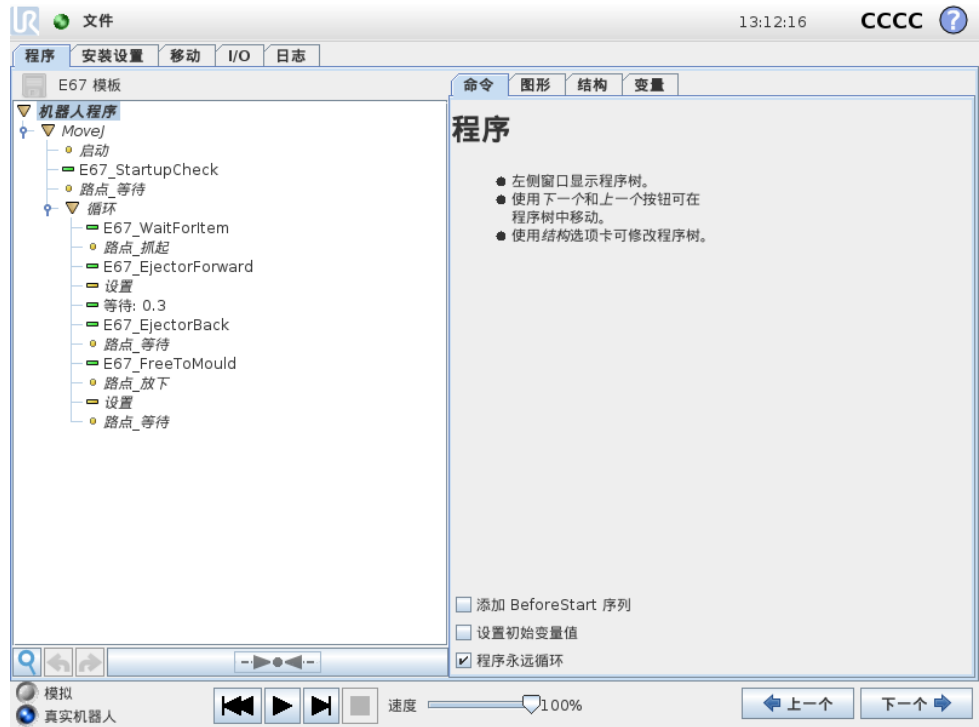 UR 文件 13:12:16 CCCC ?
程序 安装设置 移动 I/O 日志
E67 模板
机器人程序
MoveJ
启动
E67_StartupCheck
路点_等待
循环
E67_WaitForItem
路点_抓起
E67_EjectorForward
设置
等待: 0.3
E67_EjectorBack
路点_等待
E67_FreeToMould
路点_放下
设置
路点_等待
命令 图形 结构 变量
程序
左侧窗口显示程序树。
使用下一个和上一个按钮可在
程序树中移动。
使用结构选项卡可修改程序树。
添加 BeforeStart 序列
设置初始变量值
程序永远循环
模拟
真实机器人
速度 100%
上一个 下一个